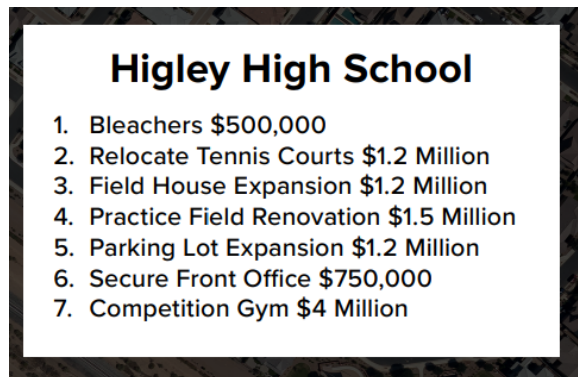 Higley High School
1. Bleachers $500,000
2. Relocate Tennis Courts $1.2 Million
3. Field House Expansion $1.2 Million
4. Practice Field Renovation $1.5 Million
5. Parking Lot Expansion $1.2 Million
6. Secure Front Office $750,000
7. Competition Gym $4 Million